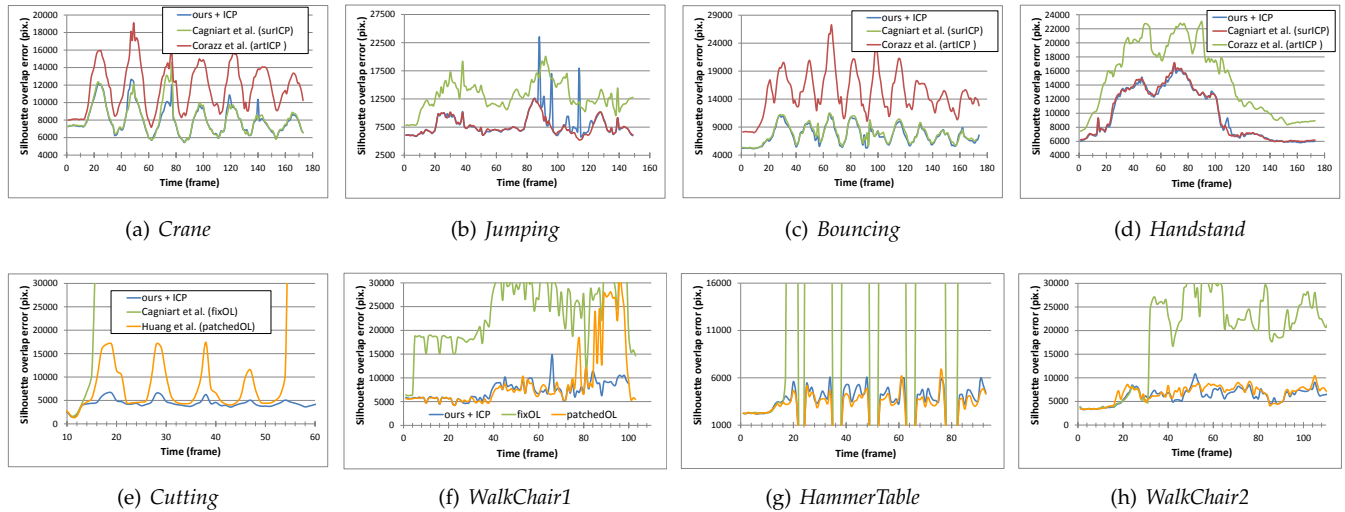 ours + ICP
Cagniart et al. (surICP)
Corazz et al. (artICP )
Silhouette overlap error (pix.)
20000
18000
16000
14000
12000
10000
8000
6000
4000
0 20 40 60 80 100 120 140 160 180
Time (frame)
(a) Crane
Silhouette overlap error (pix.)
27500
22500
17500
12500
7500
2500
0 50 100 150 200
Time (frame)
(b) Jumping
ours + ICP
Cagniart et al. (surICP)
Corazz et al. (artICP )
Silhouette overlap error (pix.)
29000
24000
19000
14000
9000
4000
0 20 40 60 80 100 120 140 160 180
Time (frame)
(c) Bouncing
ours + ICP
Cagniart et al. (surICP)
Corazz et al. (artICP )
Silhouette overlap error (pix.)
24000
22000
20000
18000
16000
14000
12000
10000
8000
6000
4000
0 20 40 60 80 100 120 140 160 180
Time (frame)
(d) Handstand
ours + ICP
Cagniart et al. (fixOL)
Huang et al. (patchedOL)
Silhouette overlap error (pix.)
30000
25000
20000
15000
10000
5000
0
10 20 30 40 50 60
Time (frame)
(e) Cutting
Silhouette overlap error (pix.)
30000
25000
20000
15000
10000
5000
0
ours + ICP fixOL patchedOL
0 20 40 60 80 100
Time (frame)
(f) WalkChair1
Silhouette overlap error (pix.)
16000
11000
6000
1000
0 20 40 60 80
Time (frame)
(g) HammerTable
Silhouette overlap error (pix.)
30000
25000
20000
15000
10000
5000
0
0 20 40 60 80 100
Time (frame)
(h) WalkChair2